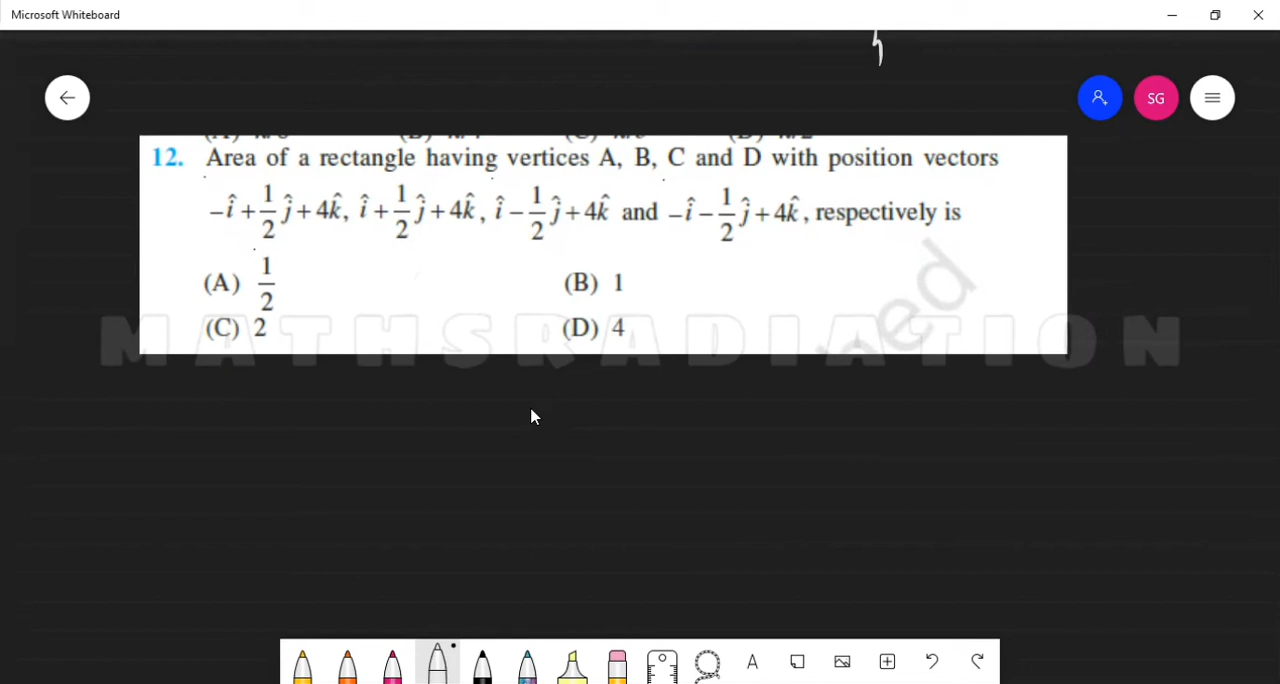 Microsoft Whiteboard
SG
12. Area of a rectangle having vertices A, B, C and D with position vectors
-î + 1/2 ĵ + 4k̂, î + 1/2 ĵ + 4k̂, î - 1/2 ĵ + 4k̂ and -î - 1/2 ĵ + 4k̂, respectively is
(A) 1/2 (B) 1
(C) 2 (D) 4
MATHSRADIATION
A